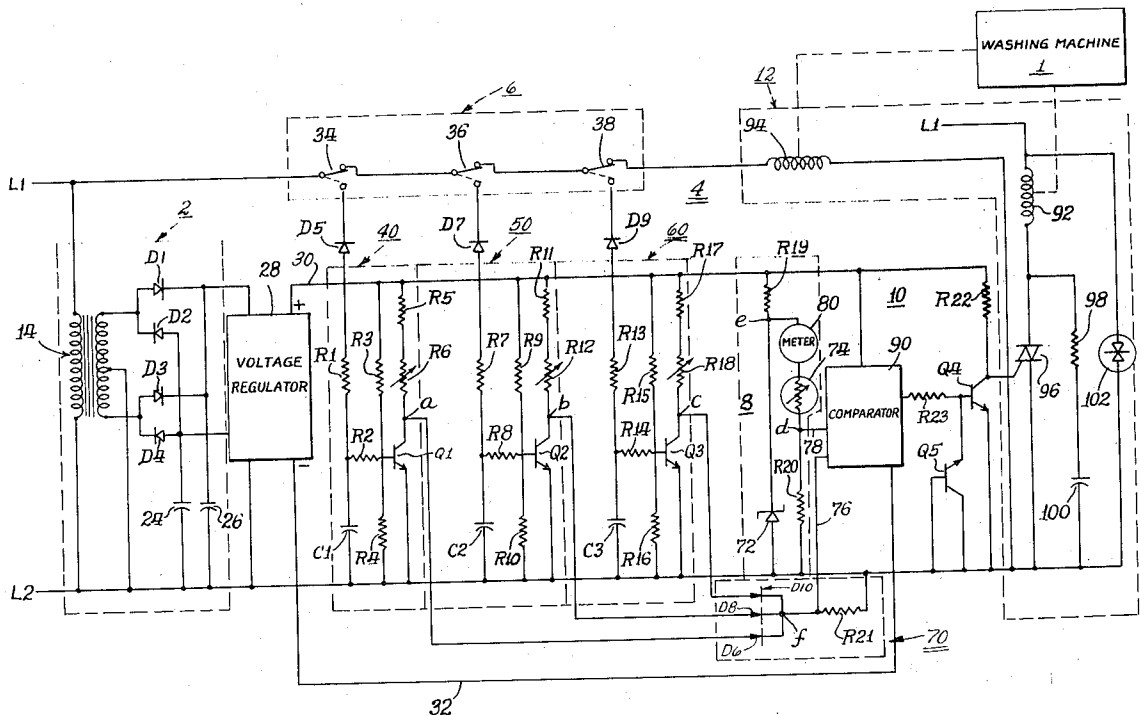 WASHING MACHINE
1
12
6
34
36
38
94
L1
L1
4
92
2
D5
40
D7
50
D9
60
R17
D1
28
30
R11
R19
+
D2
R5
e
80
10
R22
98
14
VOLTAGE REGULATOR
R1
R3
R6
R7
R9
R12
R13
R15
R18
METER
74
90
Q4
96
D3
a
b
c
8
COMPARATOR
R23
102
D4
R2
Q1
R8
Q2
R14
Q3
d
78
Q5
-
R20
24
26
C1
R4
C2
R10
C3
R16
72
76
100
L2
D10
D8
f
D6
R21
70
32